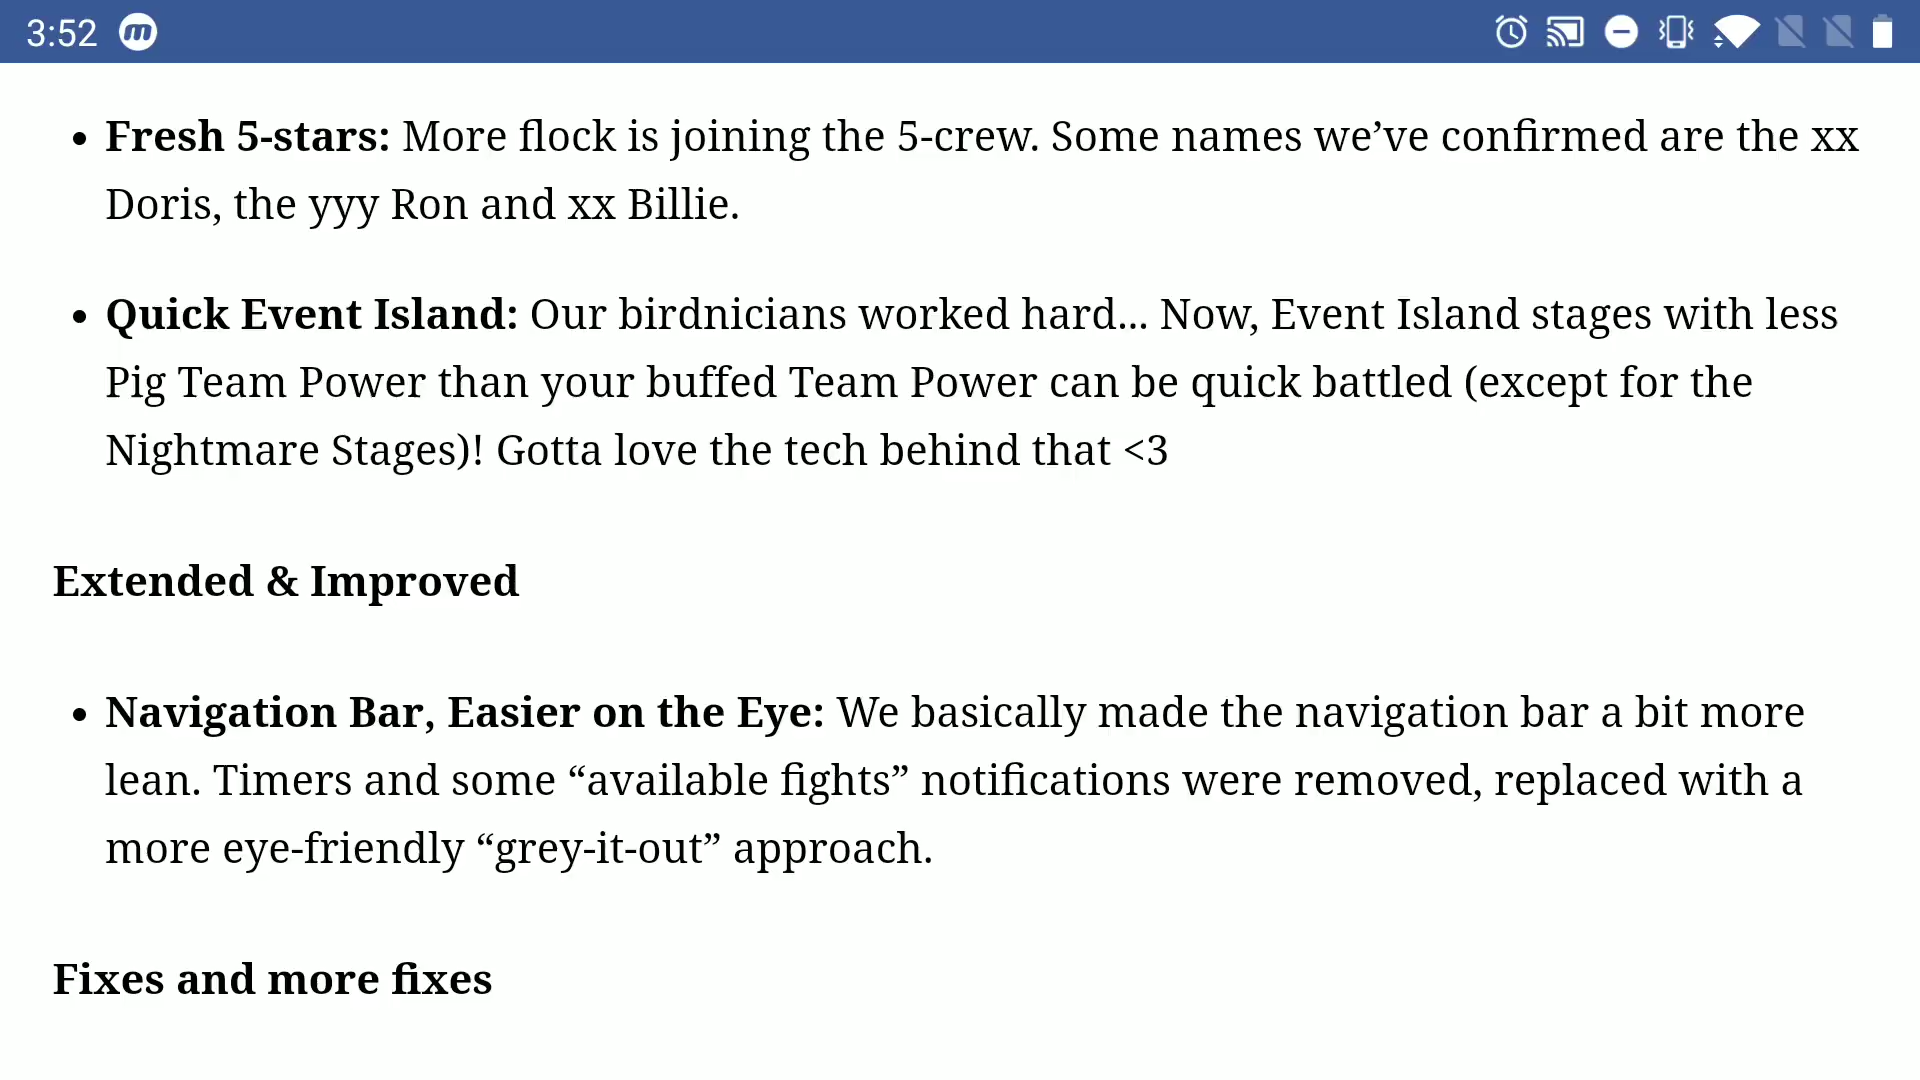 3:52
• Fresh 5-stars: More flock is joining the 5-crew. Some names we’ve confirmed are the xx
Doris, the yyy Ron and xx Billie.
• Quick Event Island: Our birdnicians worked hard... Now, Event Island stages with less
Pig Team Power than your buffed Team Power can be quick battled (except for the
Nightmare Stages)! Gotta love the tech behind that <3
Extended & Improved
• Navigation Bar, Easier on the Eye: We basically made the navigation bar a bit more
lean. Timers and some “available fights” notifications were removed, replaced with a
more eye-friendly “grey-it-out” approach.
Fixes and more fixes